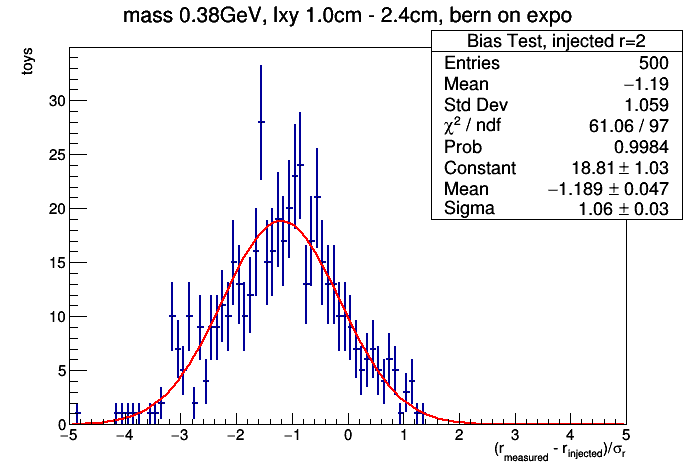 mass 0.38GeV, lxy 1.0cm - 2.4cm, bern on expo
Bias Test, injected r=2
Entries 500
Mean −1.19
Std Dev 1.059
χ² / ndf 61.06 / 97
Prob 0.9984
Constant 18.81 ± 1.03
Mean −1.189 ± 0.047
Sigma 1.06 ± 0.03
toys
30
25
20
15
10
5
0
−5 −4 −3 −2 −1 0 1 2 3 4 5
(r_measured - r_injected)/σ_r